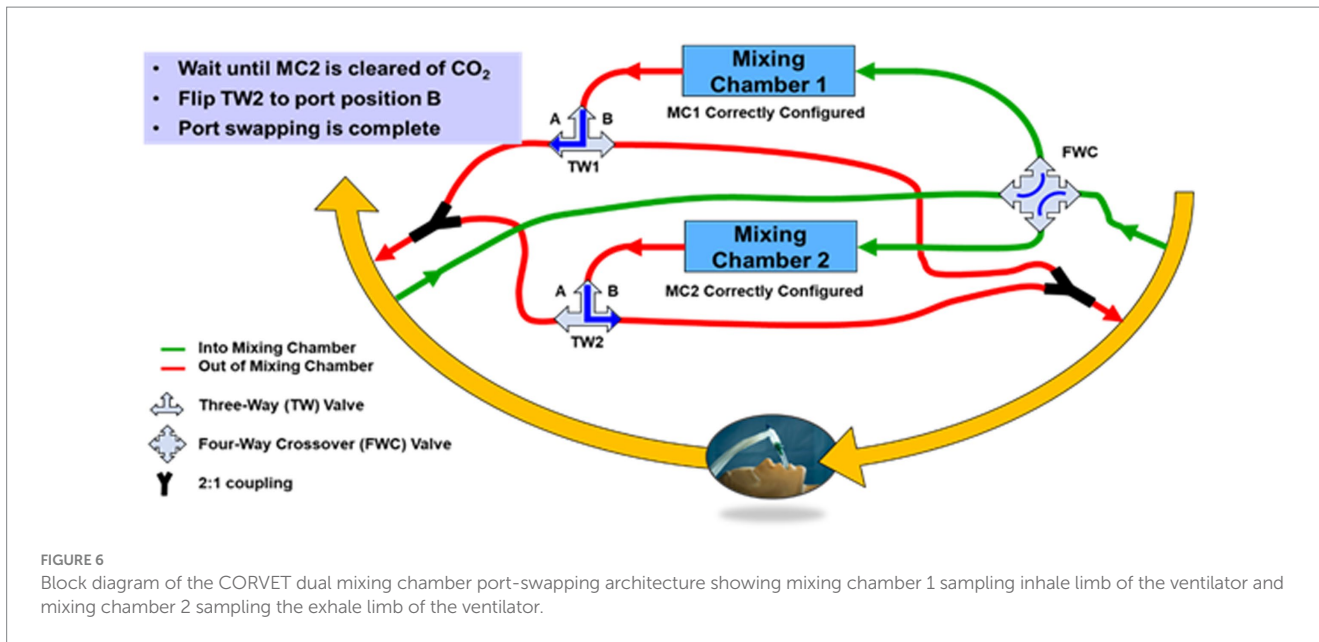 • Wait until MC2 is cleared of CO₂
• Flip TW2 to port position B
• Port swapping is complete
Mixing
Chamber 1
MC1 Correctly Configured
A
B
TW1
FWC
Mixing
Chamber 2
MC2 Correctly Configured
A
B
TW2
Into Mixing Chamber
Out of Mixing Chamber
Three-Way (TW) Valve
Four-Way Crossover (FWC) Valve
2:1 coupling
FIGURE 6
Block diagram of the CORVET dual mixing chamber port-swapping architecture showing mixing chamber 1 sampling inhale limb of the ventilator and
mixing chamber 2 sampling the exhale limb of the ventilator.